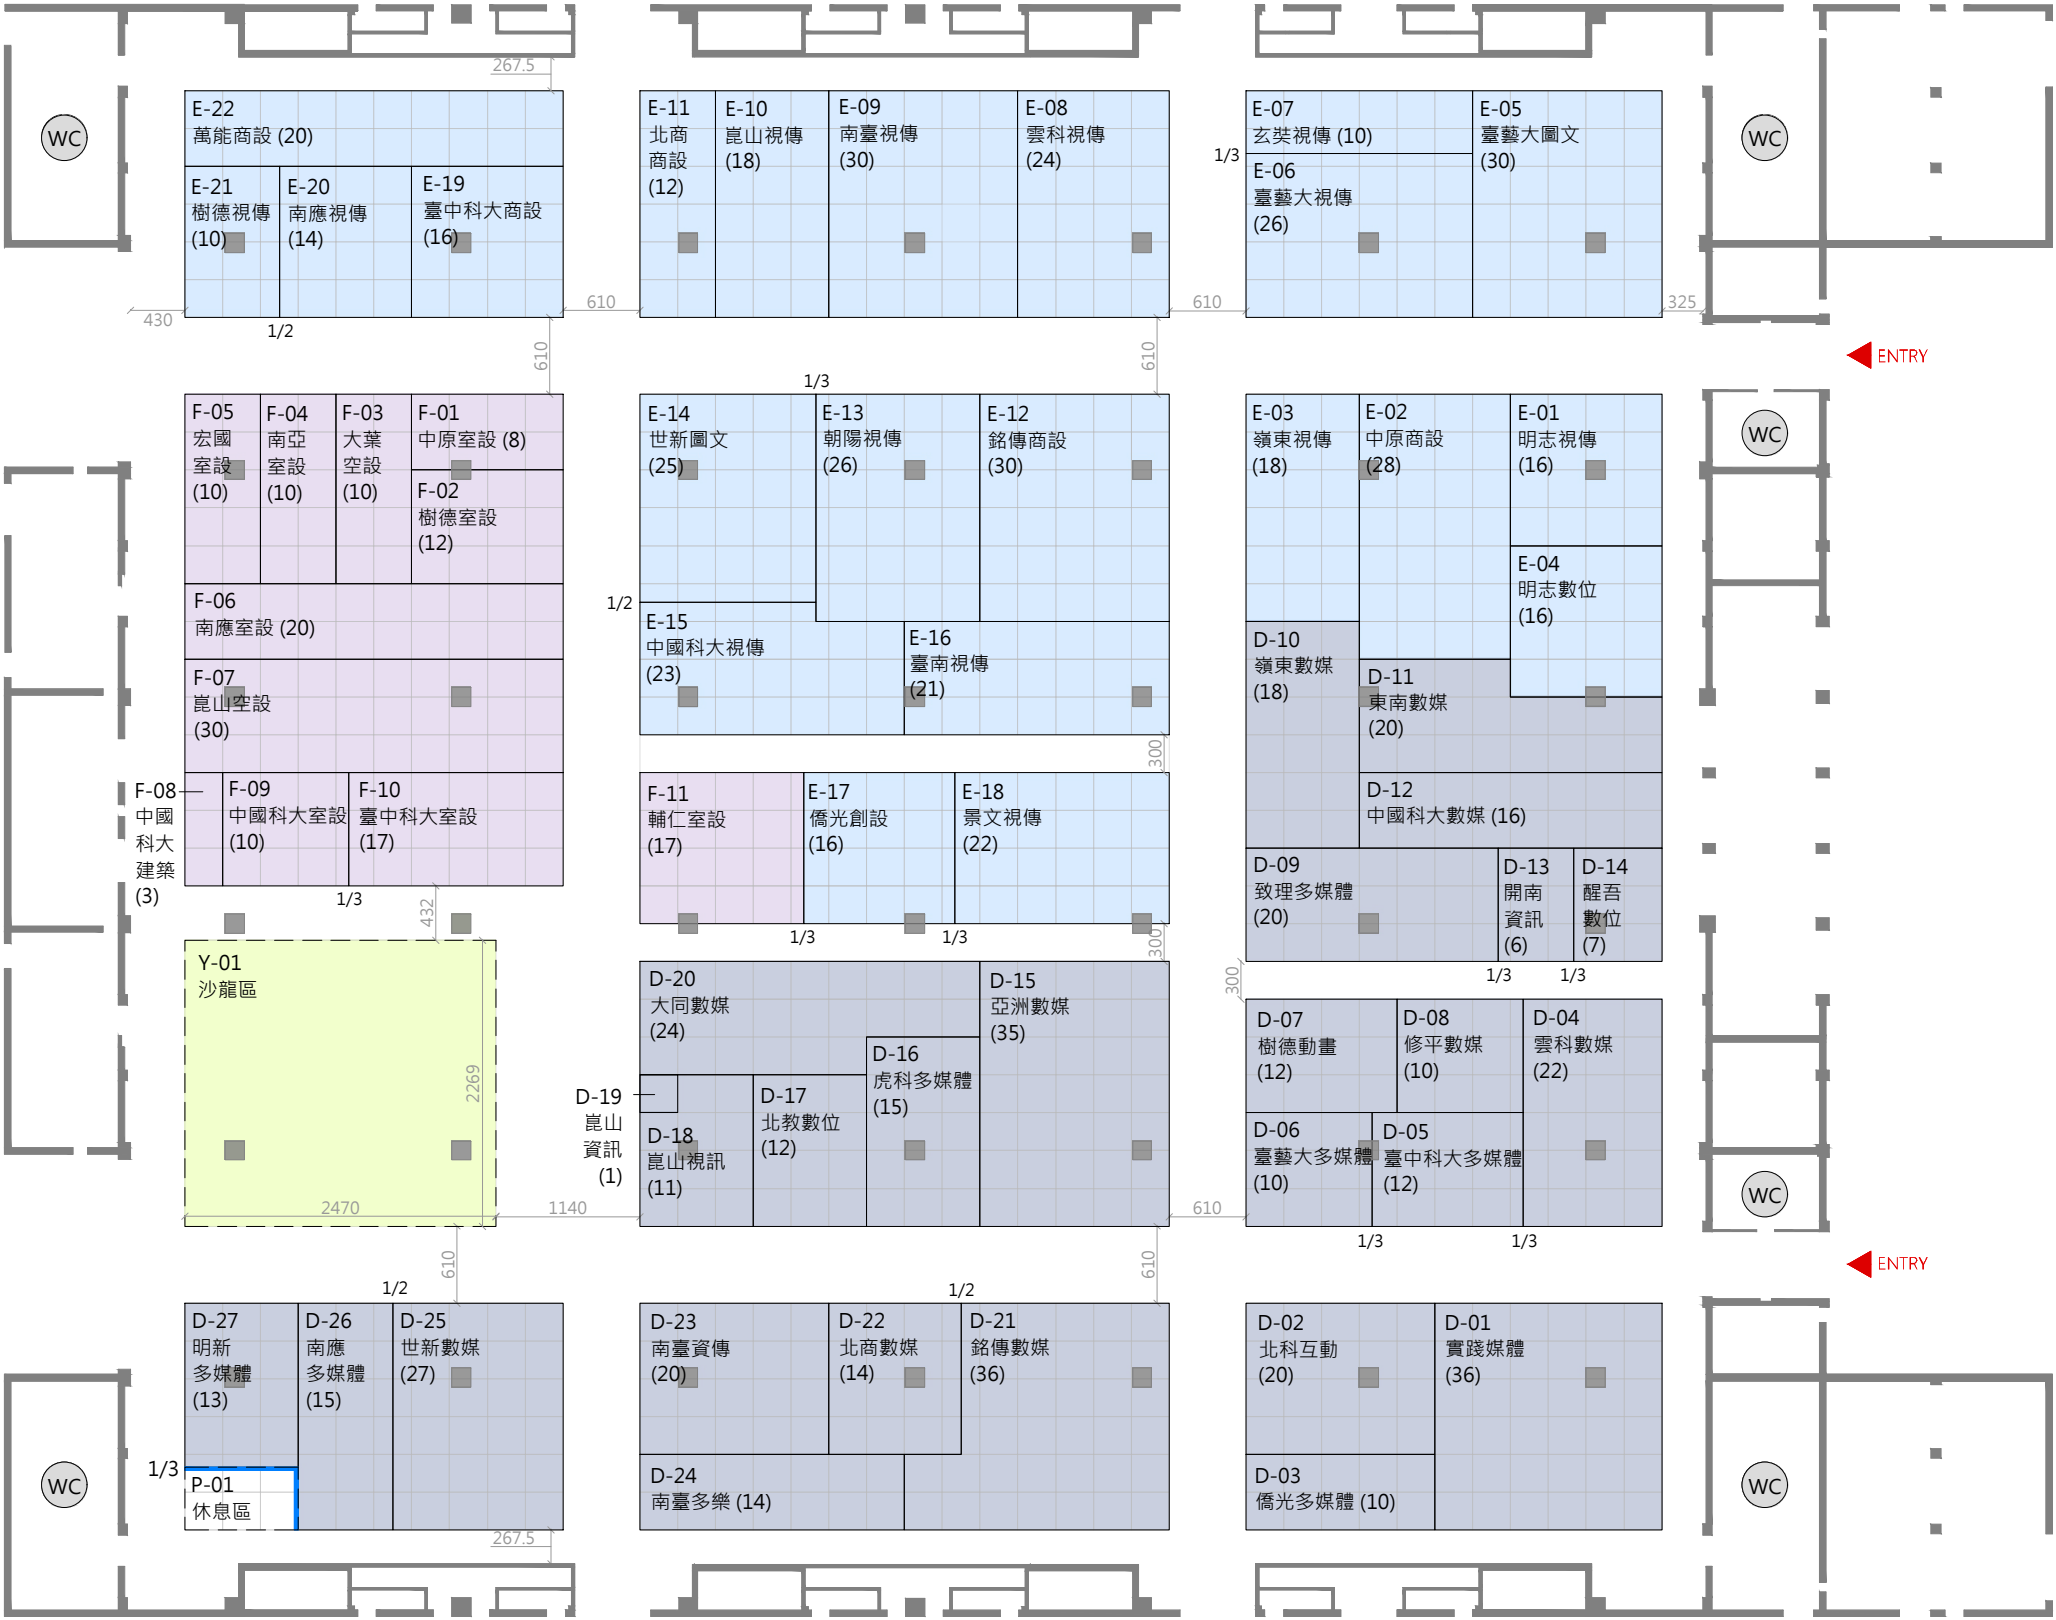 267.5
WC
E-22
萬能商設 (20)
E-21
樹德視傳
(10)
E-20
南應視傳
(14)
E-19
臺中科大商設
(16)
E-11
北商
商設
(12)
E-10
崑山視傳
(18)
E-09
南臺視傳
(30)
E-08
雲科視傳
(24)
E-07
玄奘視傳 (10)
1/3
E-06
臺藝大視傳
(26)
E-05
臺藝大圖文
(30)
WC
430
1/2
610
610
610
610
325
ENTRY
F-05
宏國
室設
(10)
F-04
南亞
室設
(10)
F-03
大葉
空設
(10)
F-01
中原室設 (8)
F-02
樹德室設
(12)
F-06
南應室設 (20)
F-07
崑山空設
(30)
F-08
中國
科大
建築
(3)
F-09
中國科大室設
(10)
F-10
臺中科大室設
(17)
1/3
432
1/3
E-14
世新圖文
(25)
E-13
朝陽視傳
(26)
E-12
銘傳商設
(30)
1/2
E-15
中國科大視傳
(23)
E-16
臺南視傳
(21)
300
F-11
輔仁室設
(17)
E-17
僑光創設
(16)
E-18
景文視傳
(22)
1/3
1/3
300
E-03
嶺東視傳
(18)
E-02
中原商設
(28)
E-01
明志視傳
(16)
E-04
明志數位
(16)
D-10
嶺東數媒
(18)
D-11
東南數媒
(20)
D-12
中國科大數媒 (16)
D-09
致理多媒體
(20)
D-13
開南
資訊
(6)
D-14
醒吾
數位
(7)
1/3
1/3
300
WC
Y-01
沙龍區
2269
2470
1140
610
D-20
大同數媒
(24)
D-15
亞洲數媒
(35)
D-16
虎科多媒體
(15)
D-19
崑山
資訊
(1)
D-18
崑山視訊
(11)
D-17
北教數位
(12)
610
610
D-07
樹德動畫
(12)
D-08
修平數媒
(10)
D-04
雲科數媒
(22)
D-06
臺藝大多媒體
(10)
D-05
臺中科大多媒體
(12)
1/3
1/3
WC
ENTRY
1/2
D-27
明新
多媒體
(13)
D-26
南應
多媒體
(15)
D-25
世新數媒
(27)
1/3
P-01
休息區
WC
267.5
1/2
D-23
南臺資傳
(20)
D-22
北商數媒
(14)
D-21
銘傳數媒
(36)
D-24
南臺多樂 (14)
D-02
北科互動
(20)
D-01
實踐媒體
(36)
D-03
僑光多媒體 (10)
WC